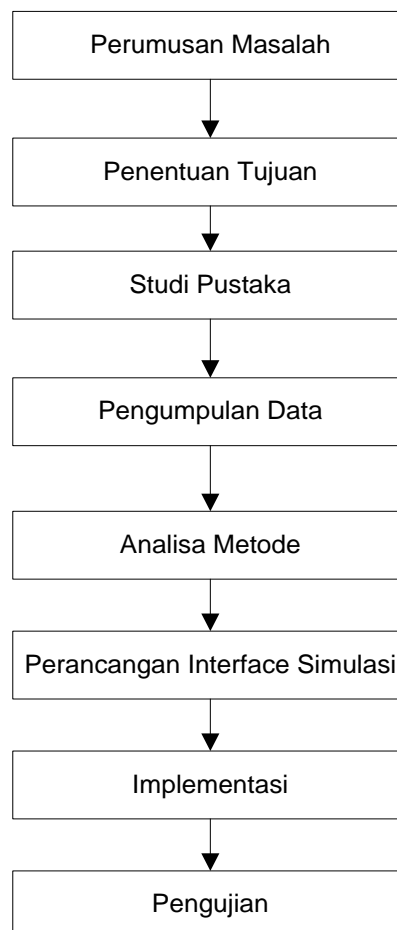 Perumusan Masalah
Penentuan Tujuan
Studi Pustaka
Pengumpulan Data
Analisa Metode
Perancangan Interface Simulasi
Implementasi
Pengujian